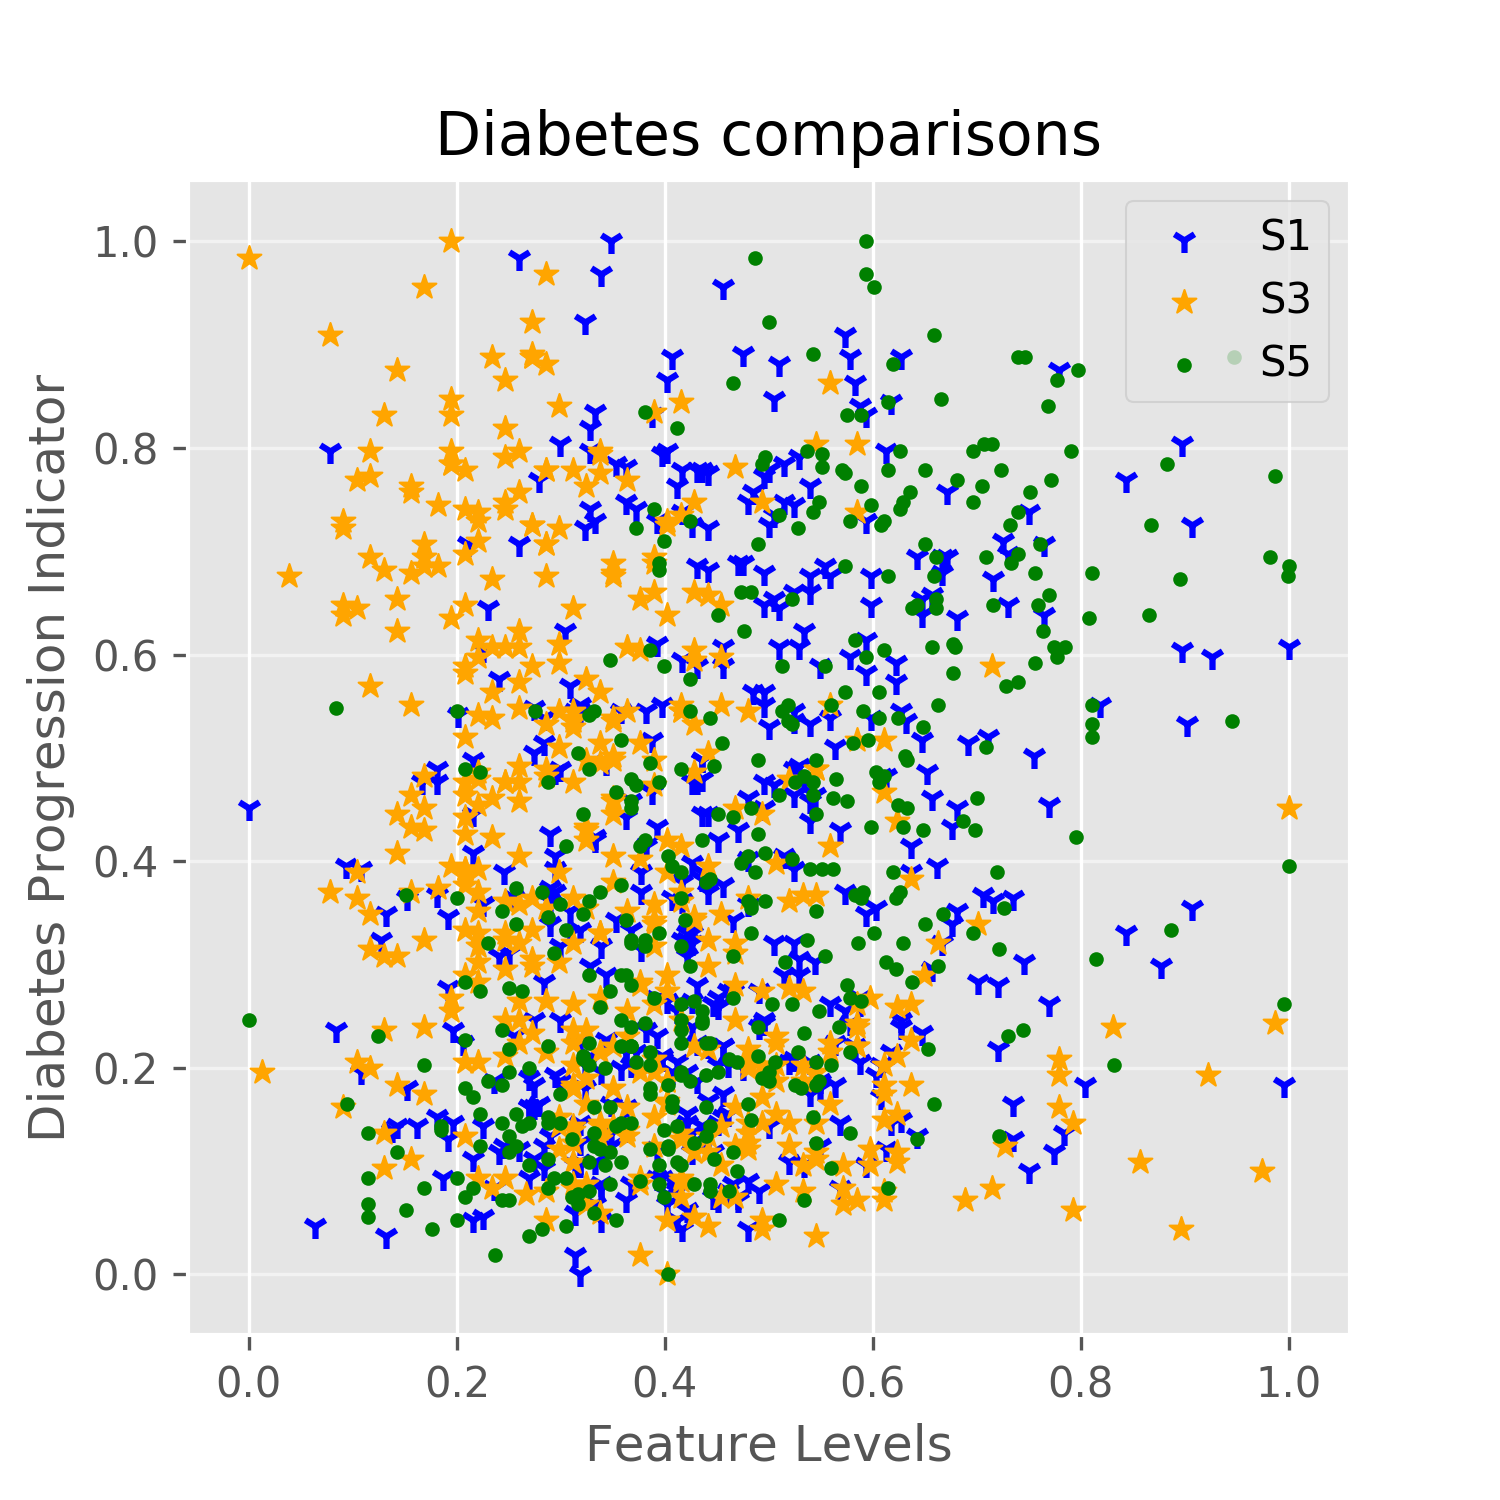 Diabetes comparisons
S1
S3
S5
1.0
0.8
0.6
0.4
0.2
0.0
Diabetes Progression Indicator
0.0 0.2 0.4 0.6 0.8 1.0
Feature Levels